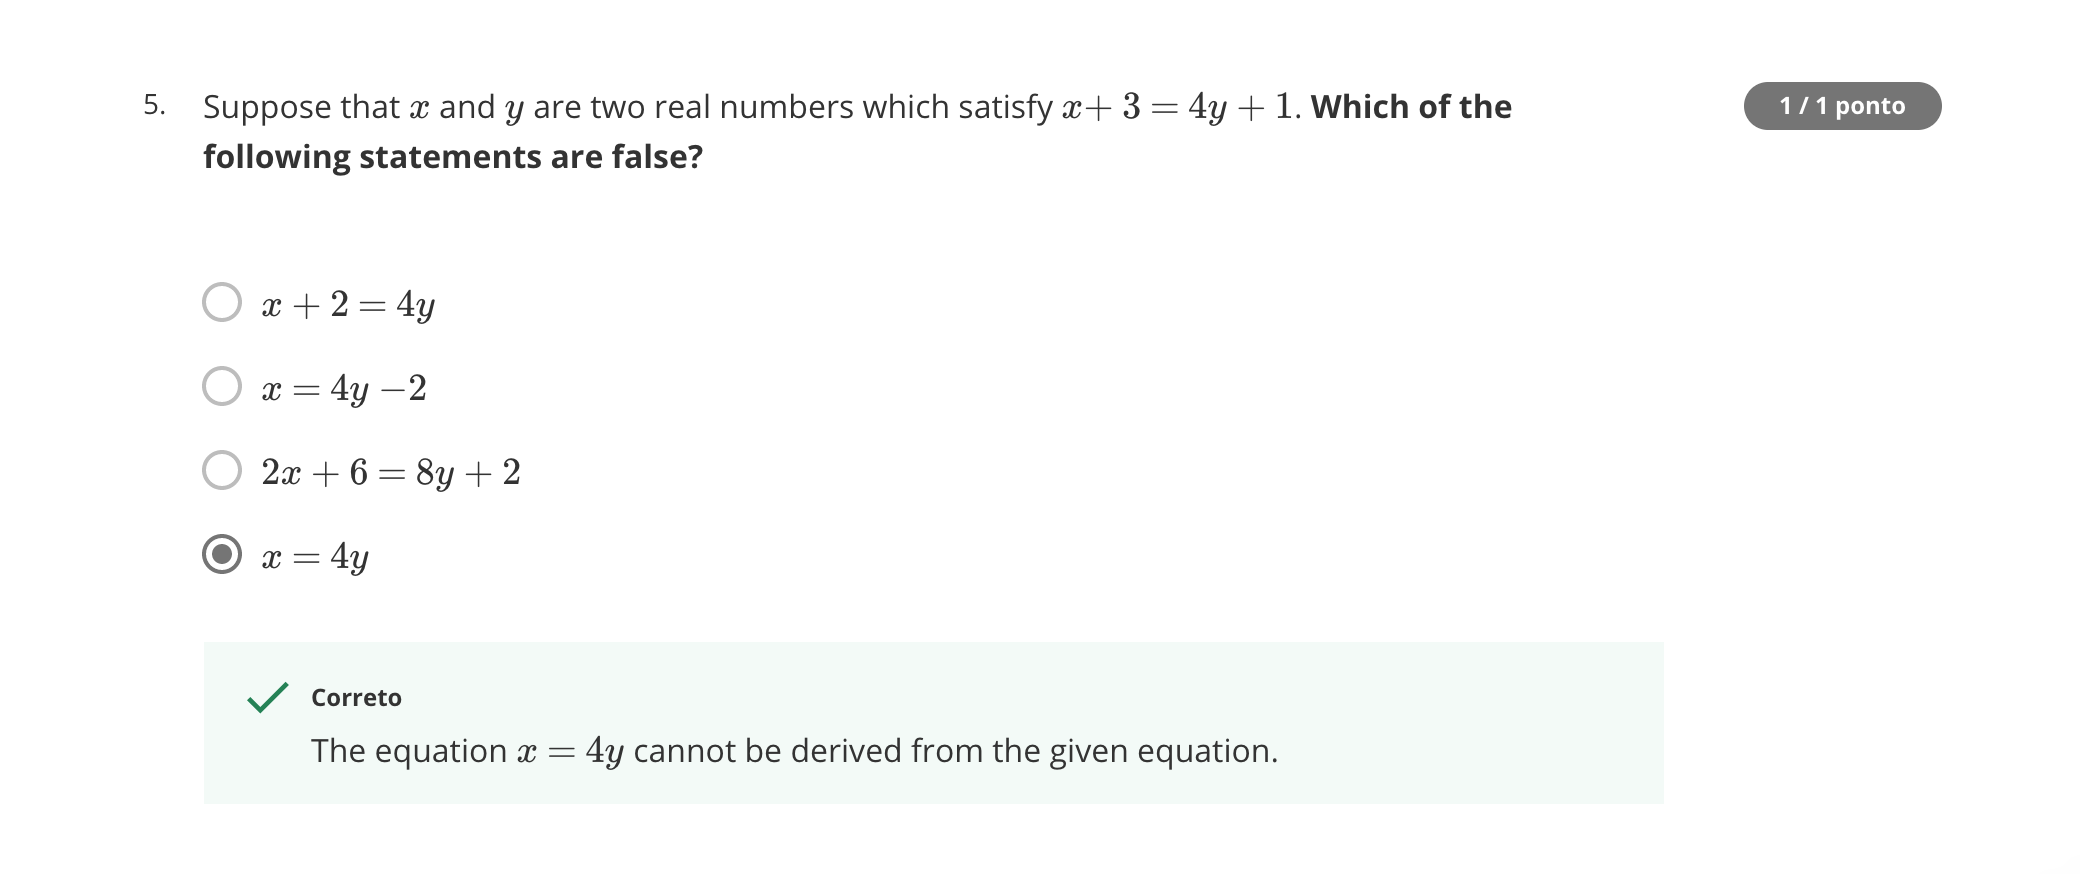 5. Suppose that x and y are two real numbers which satisfy x+ 3 = 4y + 1. Which of the 1 / 1 ponto
following statements are false?
x + 2 = 4y
x = 4y −2
2x + 6 = 8y + 2
x = 4y
Correto
The equation x = 4y cannot be derived from the given equation.